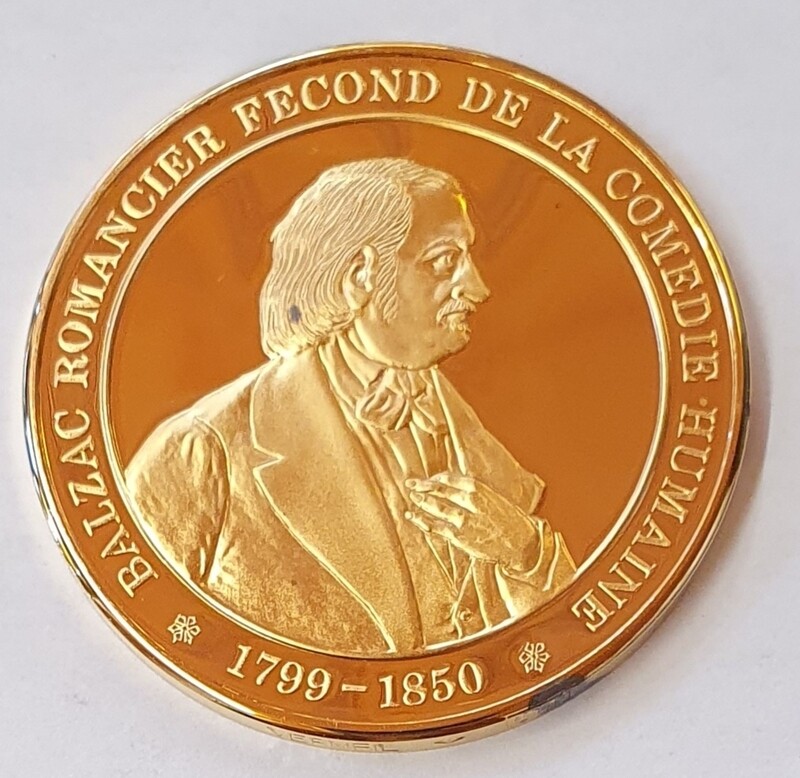 BALZAC ROMANCIER FECOND DE LA COMEDIE HUMAINE
1799-1850